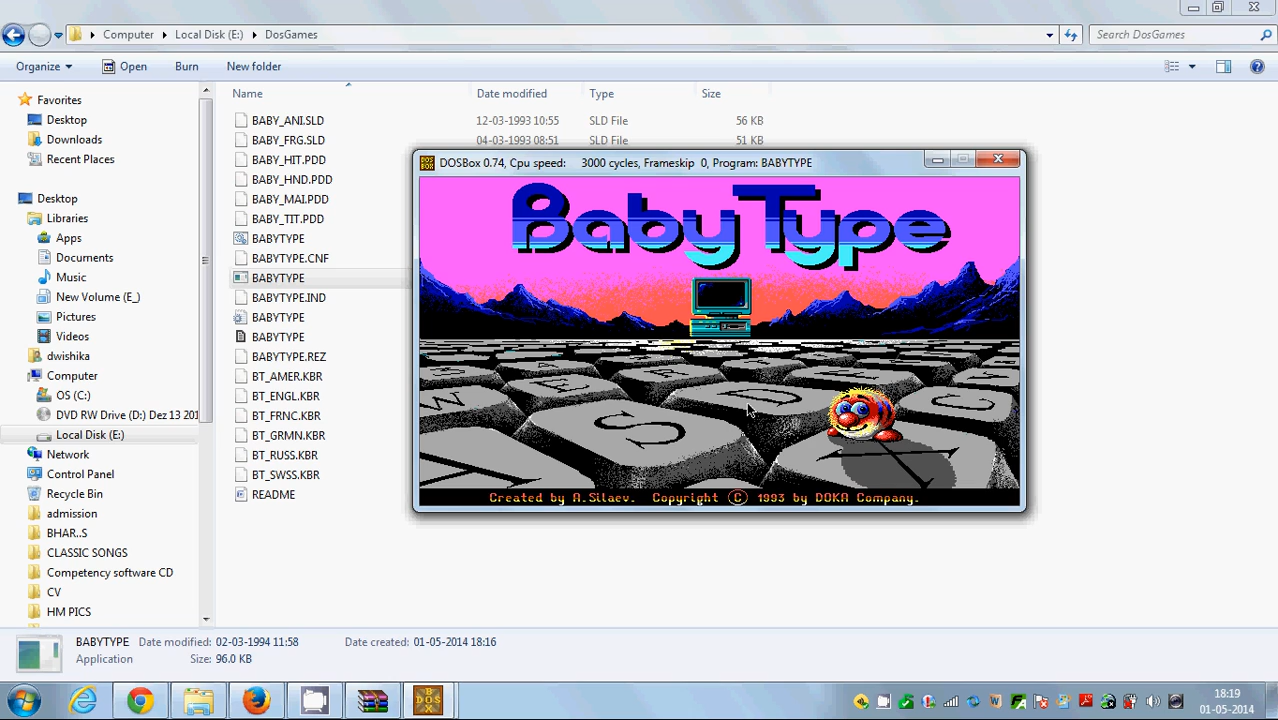 Computer Local Disk (E:) DosGames Search DosGames
Organize Open Burn New folder
Name Date modified Type Size
Favorites
Desktop
Downloads
Recent Places
Desktop
Libraries
Apps
Documents
Music
New Volume (E_)
Pictures
Videos
dwishika
Computer
OS (C:)
DVD RW Drive (D:) Dez 13 201
Local Disk (E:)
Network
Control Panel
Recycle Bin
admission
BHAR..S
CLASSIC SONGS
Competency software CD
CV
HM PICS
BABY_ANI.SLD 12-03-1993 10:55 SLD File 56 KB
BABY_FRG.SLD 04-03-1993 08:51 SLD File 51 KB
BABY_HIT.PDD
BABY_HND.PDD
BABY_MAI.PDD
BABY_TIT.PDD
BABYTYPE
BABYTYPE.CNF
BABYTYPE
BABYTYPE.IND
BABYTYPE
BABYTYPE
BABYTYPE.REZ
BT_AMER.KBR
BT_ENGL.KBR
BT_FRNC.KBR
BT_GRMN.KBR
BT_RUSS.KBR
BT_SWSS.KBR
README
DOSBox 0.74, Cpu speed: 3000 cycles, Frameskip 0, Program: BABYTYPE
Baby Type
W E
S D X C
Created by A.Silaev. Copyright © 1993 by DOKA Company.
BABYTYPE Date modified: 02-03-1994 11:58 Date created: 01-05-2014 18:16
Application Size: 96.0 KB
18:19
01-05-2014